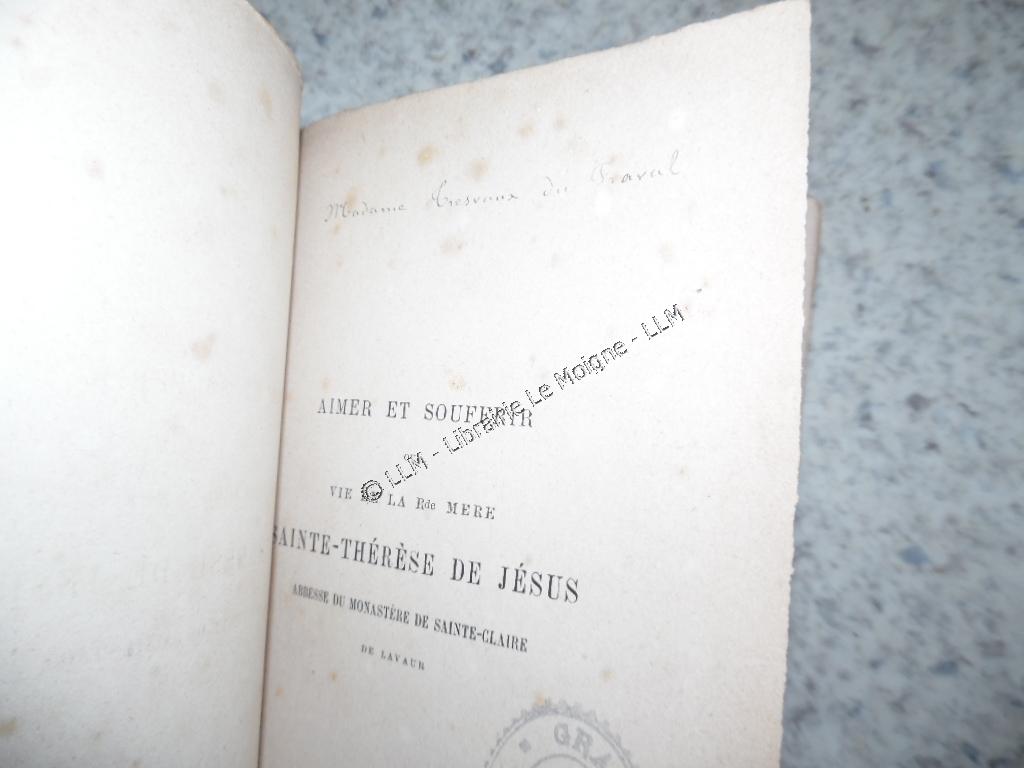 Madame Tresvaux du Fraval
AIMER ET SOUFFRIR
© LLM - Librairie Le Moigne - LLM -
VIE DE LA Rde MERE
SAINTE-THÉRÈSE DE JÉSUS
ABBESSE DU MONASTÈRE DE SAINTE-CLAIRE
DE LAVAUR
GRA